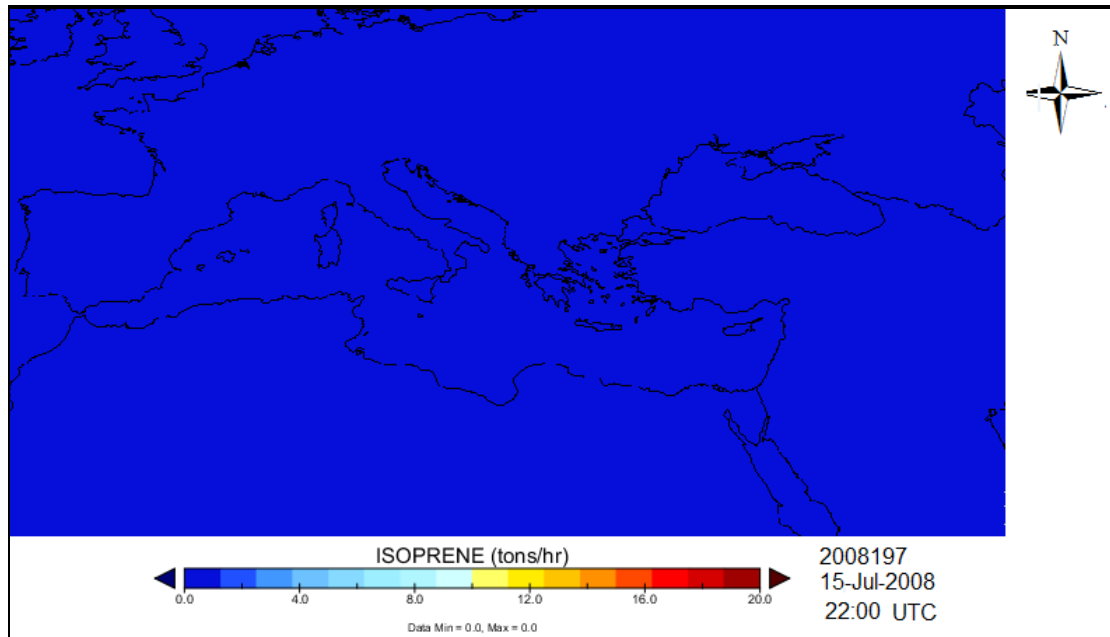 N
ISOPRENE (tons/hr)
0.0 4.0 8.0 12.0 16.0 20.0
Data Min = 0.0, Max = 0.0
2008197
15-Jul-2008
22:00 UTC